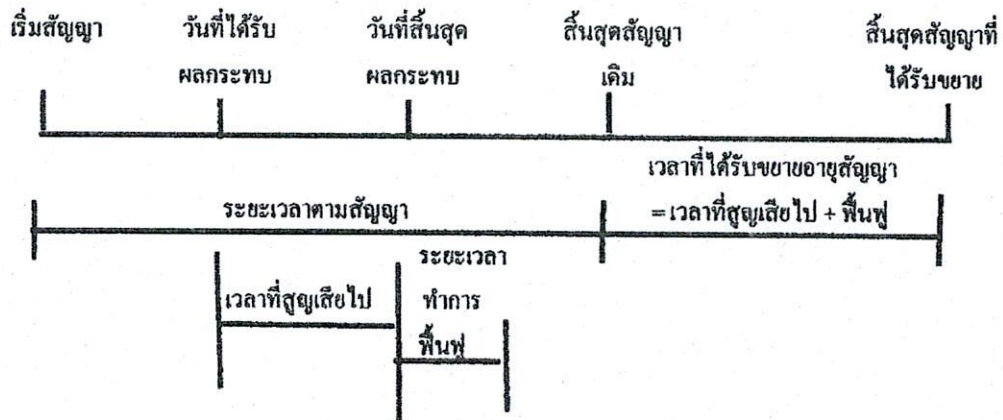 เริ่มสัญญา
วันที่ได้รับ
ผลกระทบ
วันที่สิ้นสุด
ผลกระทบ
สิ้นสุดสัญญา
เดิม
สิ้นสุดสัญญาที่
ได้รับขยาย
เวลาที่ได้รับขยายอายุสัญญา
= เวลาที่สูญเสียไป + ฟื้นฟู
ระยะเวลาตามสัญญา
เวลาที่สูญเสียไป
ระยะเวลา
ทำการ
ฟื้นฟู